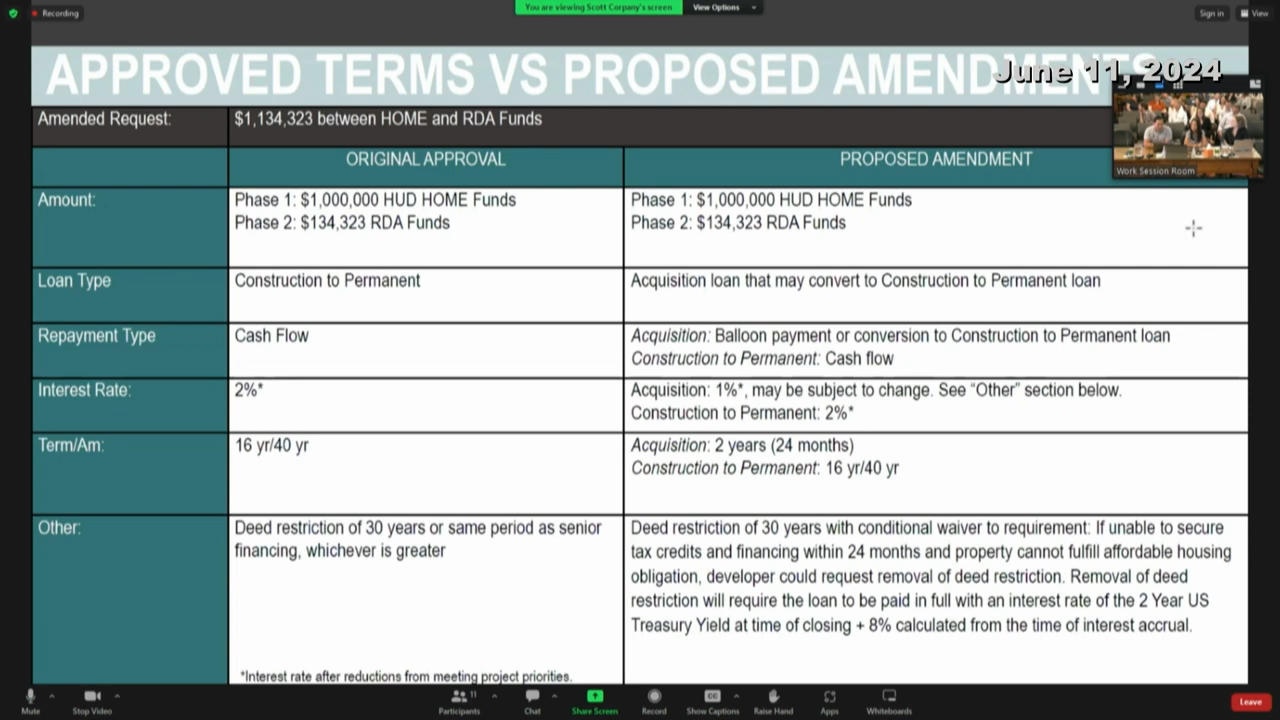 Recording
You are viewing Scott Corpany's screen
View Options
Sign in
View
APPROVED TERMS VS PROPOSED AMENDMENTS
June 11, 2024
Work Session Room
Amended Request:
$1,134,323 between HOME and RDA Funds
ORIGINAL APPROVAL
PROPOSED AMENDMENT
Amount:
Phase 1: $1,000,000 HUD HOME Funds
Phase 2: $134,323 RDA Funds
Phase 1: $1,000,000 HUD HOME Funds
Phase 2: $134,323 RDA Funds
Loan Type
Construction to Permanent
Acquisition loan that may convert to Construction to Permanent loan
Repayment Type
Cash Flow
Acquisition: Balloon payment or conversion to Construction to Permanent loan
Construction to Permanent: Cash flow
Interest Rate:
2%*
Acquisition: 1%*, may be subject to change. See “Other” section below.
Construction to Permanent: 2%*
Term/Am:
16 yr/40 yr
Acquisition: 2 years (24 months)
Construction to Permanent: 16 yr/40 yr
Other:
Deed restriction of 30 years or same period as senior
financing, whichever is greater
*Interest rate after reductions from meeting project priorities.
Deed restriction of 30 years with conditional waiver to requirement: If unable to secure
tax credits and financing within 24 months and property cannot fulfill affordable housing
obligation, developer could request removal of deed restriction. Removal of deed
restriction will require the loan to be paid in full with an interest rate of the 2 Year US
Treasury Yield at time of closing + 8% calculated from the time of interest accrual.
Mute
Stop Video
Participants
11
Chat
Share Screen
Record
CC
Show Captions
Raise Hand
Apps
Whiteboards
Leave